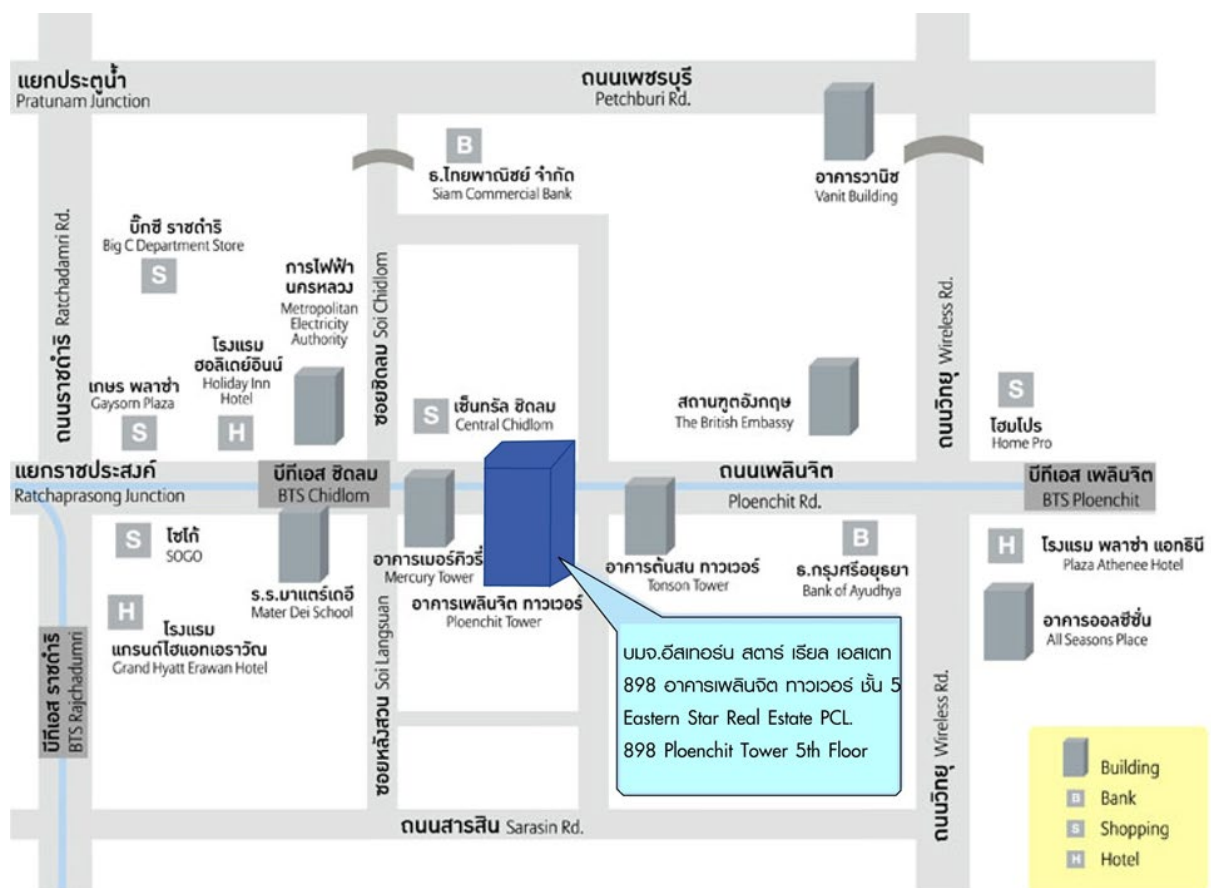 แยกประตูน้ำ
Pratunam Junction
ถนนเพชรบุรี
Petchburi Rd.
B
ธ.ไทยพาณิชย์ จำกัด
Siam Commercial Bank
อาคารวานิช
Vanit Building
ถนนราชดำริ Ratchadamri Rd.
บิ๊กซี ราชดำริ
Big C Department Store
S
การไฟฟ้า
นครหลวง
Metropolitan
Electricity
Authority
ซอยชิดลม Soi Chidlom
ถนนวิทยุ Wireless Rd.
โรงแรม
ฮอลิเดย์อินน์
Holiday Inn
Hotel
H
เกษร พลาซ่า
Gaysorn Plaza
S
S
เซ็นทรัล ชิดลม
Central Chidlom
สถานฑูตอังกฤษ
The British Embassy
S
โฮมโปร
Home Pro
แยกราชประสงค์
Ratchaprasong Junction
บีทีเอส ชิดลม
BTS Chidlom
ถนนเพลินจิต
Ploenchit Rd.
บีทีเอส เพลินจิต
BTS Ploenchit
S
โซโก้
SOGO
ร.ร.มาแตร์เดอี
Mater Dei School
อาคารเมอร์คิวรี่
Mercury Tower
อาคารเพลินจิต ทาวเวอร์
Ploenchit Tower
อาคารต้นสน ทาวเวอร์
Tonson Tower
B
ธ.กรุงศรีอยุธยา
Bank of Ayudhya
H
โรงแรม พลาซ่า แอทธินี
Plaza Athenee Hotel
H
โรงแรม
แกรนด์ไฮแอทเอราวัณ
Grand Hyatt Erawan Hotel
อาคารออลซีซั่น
All Seasons Place
บีทีเอส ราชดำริ
BTS Rajchadumri
ซอยหลังสวน Soi Langsuan
บมจ.อีสเทอร์น สตาร์ เรียล เอสเตท
898 อาคารเพลินจิต ทาวเวอร์ ชั้น 5
Eastern Star Real Estate PCL.
898 Ploenchit Tower 5th Floor
ถนนวิทยุ Wireless Rd.
ถนนสารสิน Sarasin Rd.
Building
B Bank
S Shopping
H Hotel